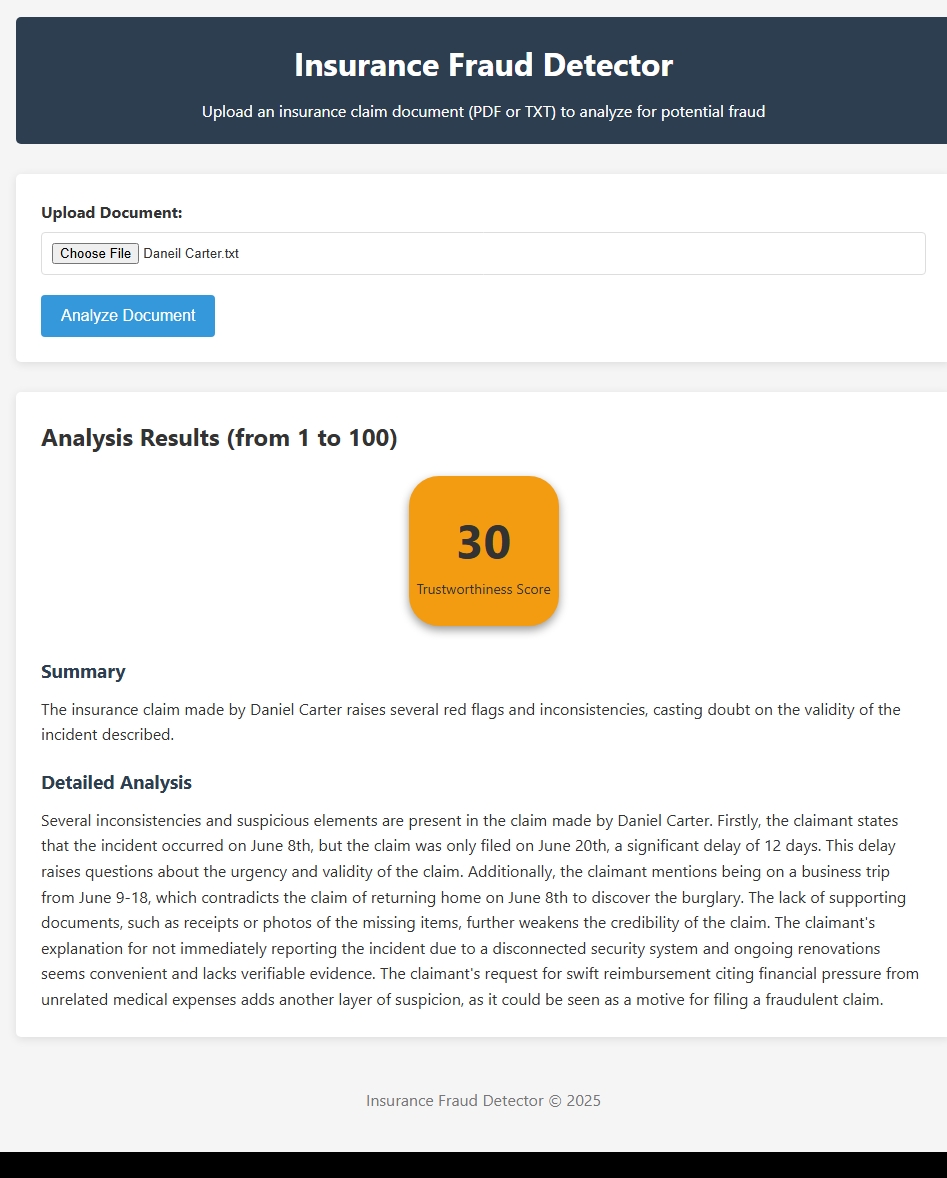 Insurance Fraud Detector
Upload an insurance claim document (PDF or TXT) to analyze for potential fraud
Upload Document:
Choose File Daneil Carter.txt
Analyze Document
Analysis Results (from 1 to 100)
30
Trustworthiness Score
Summary
The insurance claim made by Daniel Carter raises several red flags and inconsistencies, casting doubt on the validity of the
incident described.
Detailed Analysis
Several inconsistencies and suspicious elements are present in the claim made by Daniel Carter. Firstly, the claimant states
that the incident occurred on June 8th, but the claim was only filed on June 20th, a significant delay of 12 days. This delay
raises questions about the urgency and validity of the claim. Additionally, the claimant mentions being on a business trip
from June 9-18, which contradicts the claim of returning home on June 8th to discover the burglary. The lack of supporting
documents, such as receipts or photos of the missing items, further weakens the credibility of the claim. The claimant's
explanation for not immediately reporting the incident due to a disconnected security system and ongoing renovations
seems convenient and lacks verifiable evidence. The claimant's request for swift reimbursement citing financial pressure from
unrelated medical expenses adds another layer of suspicion, as it could be seen as a motive for filing a fraudulent claim.
Insurance Fraud Detector © 2025